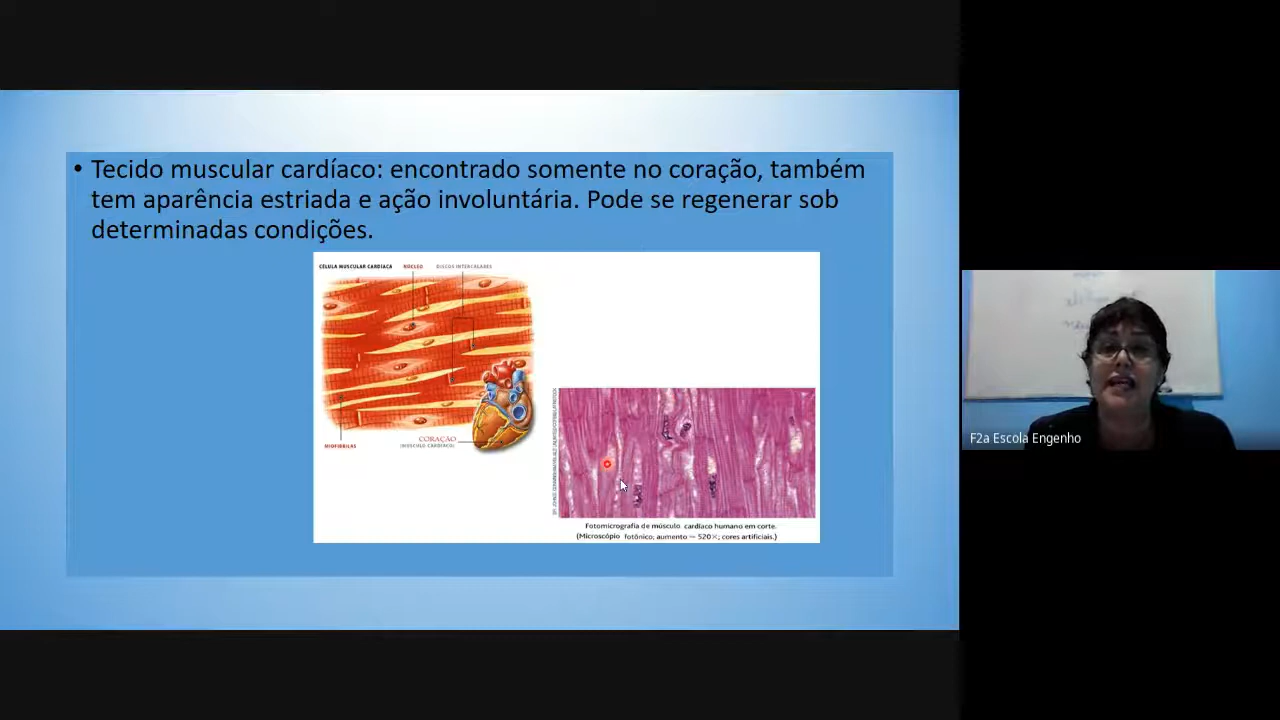 • Tecido muscular cardíaco: encontrado somente no coração, também
tem aparência estriada e ação involuntária. Pode se regenerar sob
determinadas condições.
CÉLULA MUSCULAR CARDÍACA NÚCLEO DISCOS INTERCALARES
MIOFIBRILAS
CORAÇÃO
(MÚSCULO CARDÍACO)
Fotomicrografia de músculo cardíaco humano em corte.
(Microscópio fotônico; aumento ≈ 520×; cores artificiais.)
F2a Escola Engenho